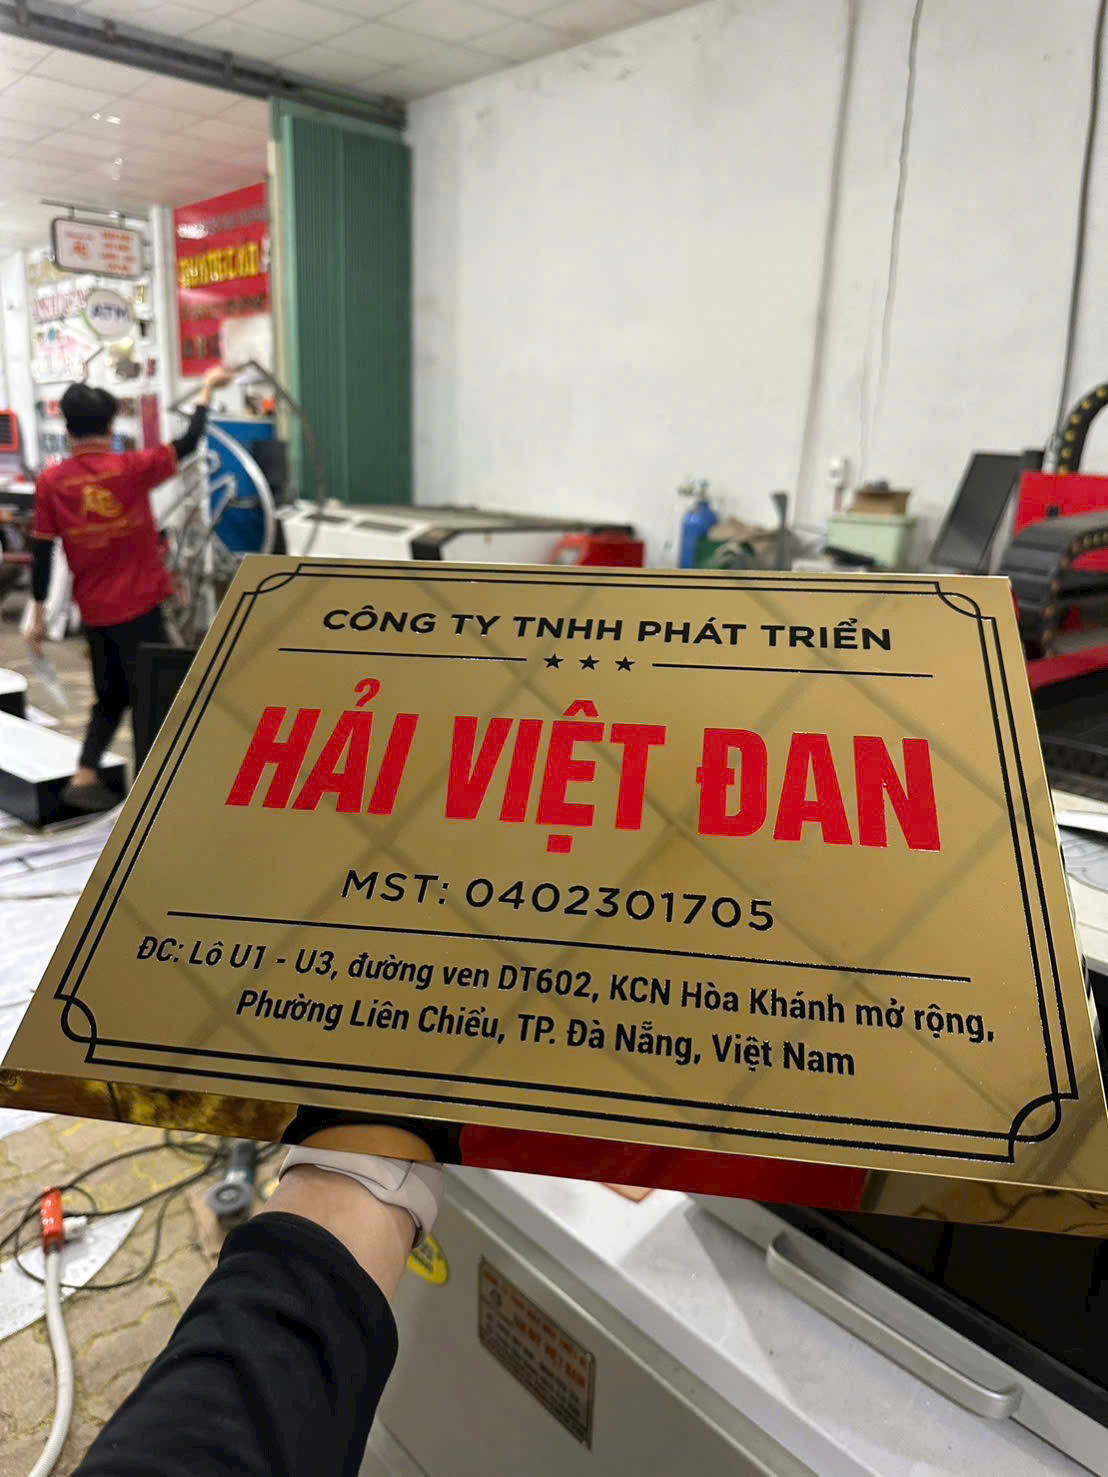 CÔNG TY TNHH PHÁT TRIỂN
HẢI VIỆT ĐAN
MST: 0402301705
ĐC: Lô U1 - U3, đường ven DT602, KCN Hòa Khánh mở rộng,
Phường Liên Chiểu, TP. Đà Nẵng, Việt Nam
ATM